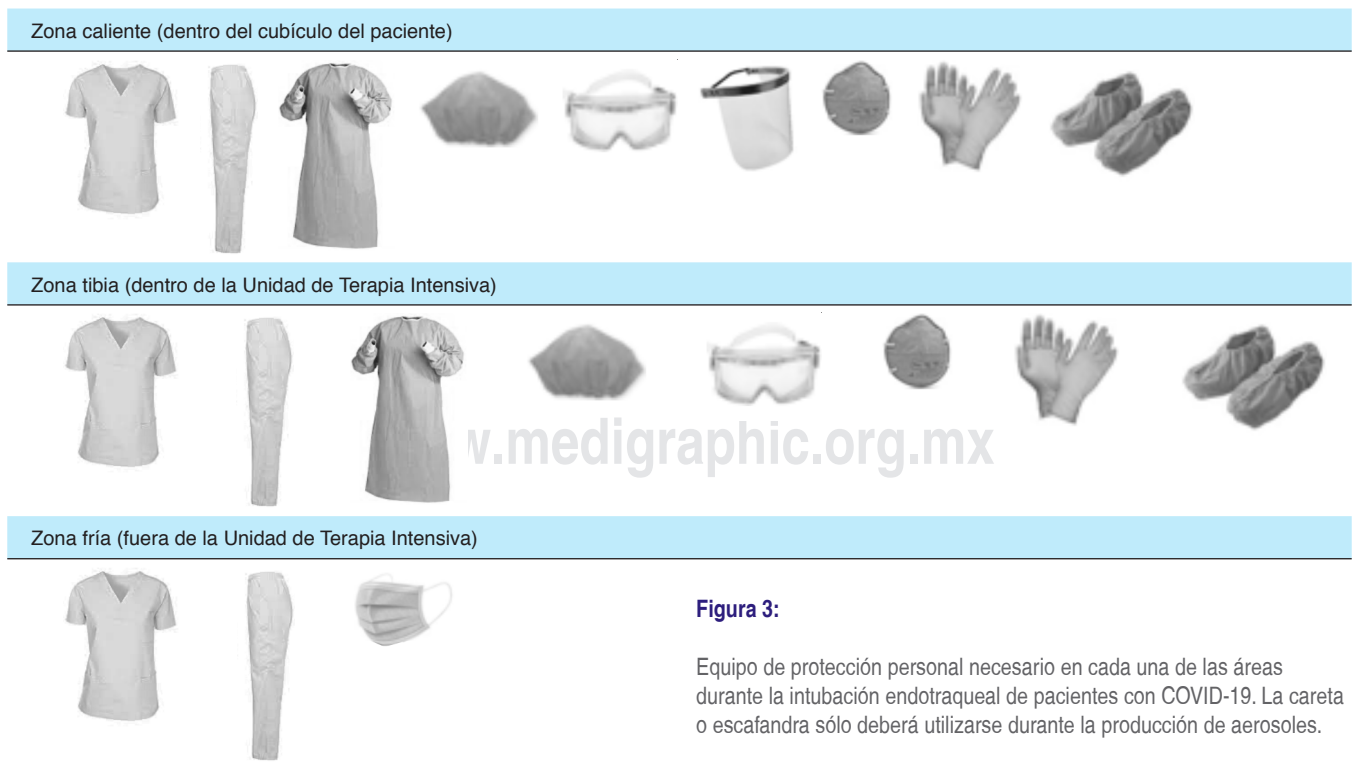 Zona caliente (dentro del cubículo del paciente)
Zona tibia (dentro de la Unidad de Terapia Intensiva)
w.medigraphic.org.mx
Zona fría (fuera de la Unidad de Terapia Intensiva)
Figura 3:
Equipo de protección personal necesario en cada una de las áreas
durante la intubación endotraqueal de pacientes con COVID-19. La careta
o escafandra sólo deberá utilizarse durante la producción de aerosoles.